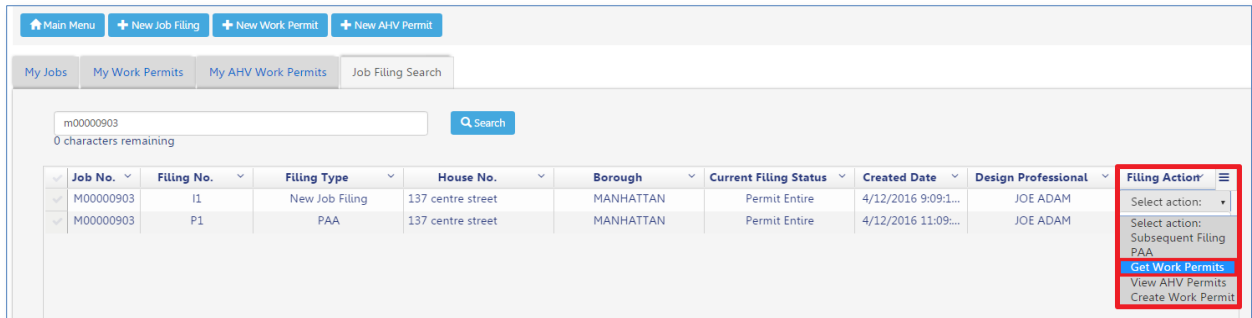 Main Menu New Job Filing New Work Permit New AHV Permit
My Jobs My Work Permits My AHV Work Permits Job Filing Search
m00000903 Search
0 characters remaining
Job No. Filing No. Filing Type House No. Borough Current Filing Status Created Date Design Professional Filing Action
M00000903 I1 New Job Filing 137 centre street MANHATTAN Permit Entire 4/12/2016 9:09:1... JOE ADAM Select action:
M00000903 P1 PAA 137 centre street MANHATTAN Permit Entire 4/12/2016 11:09:... JOE ADAM Select action:
Subsequent Filing
PAA
Get Work Permits
View AHV Permits
Create Work Permit